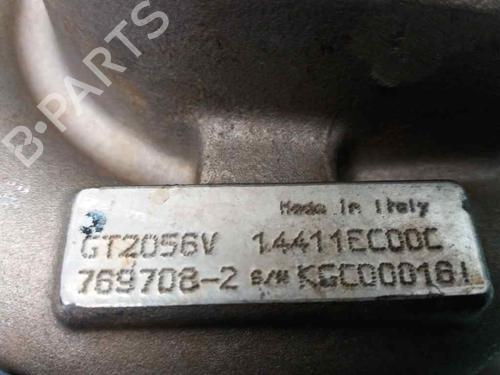 B-PARTS
Made in Italy
GT2056V 14411EC00C
769708-2 S/N KGC000161